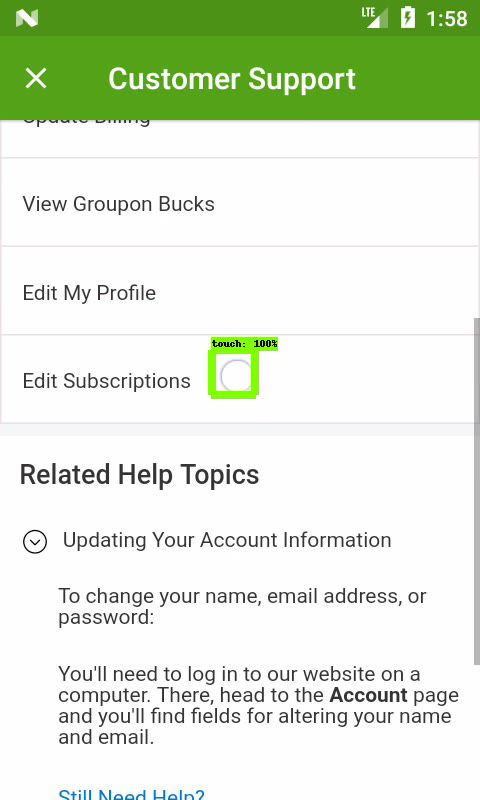 LTE 1:58
Customer Support
Update Billing
View Groupon Bucks
Edit My Profile
touch: 100%
Edit Subscriptions
Related Help Topics
Updating Your Account Information
To change your name, email address, or
password:
You'll need to log in to our website on a
computer. There, head to the Account page
and you'll find fields for altering your name
and email.
Still Need Help?